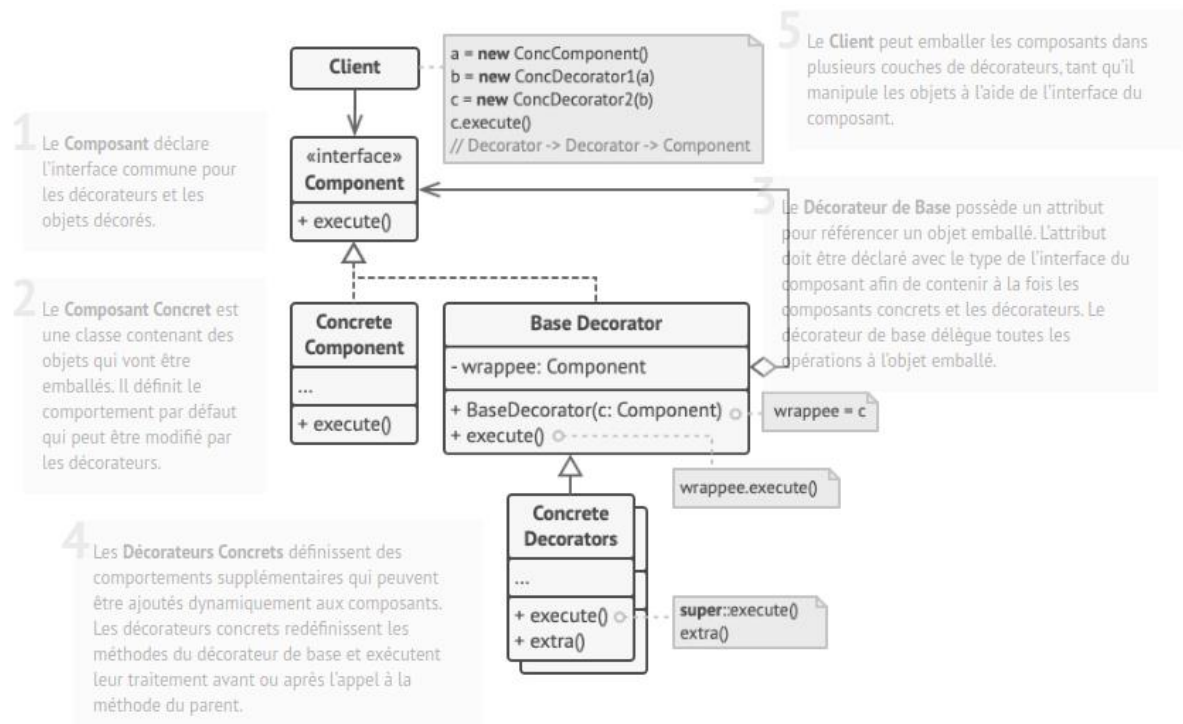 Client
a = new ConcComponent()
b = new ConcDecorator1(a)
c = new ConcDecorator2(b)
c.execute()
// Decorator -> Decorator -> Component
5
Le Client peut emballer les composants dans
plusieurs couches de décorateurs, tant qu'il
manipule les objets à l'aide de l'interface du
composant.
1
Le Composant déclare
l'interface commune pour
les décorateurs et les
objets décorés.
«interface»
Component
+ execute()
3
Le Décorateur de Base possède un attribut
pour référencer un objet emballé. L'attribut
doit être déclaré avec le type de l'interface du
composant afin de contenir à la fois les
composants concrets et les décorateurs. Le
décorateur de base délègue toutes les
opérations à l'objet emballé.
2
Le Composant Concret est
une classe contenant des
objets qui vont être
emballés. Il définit le
comportement par défaut
qui peut être modifié par
les décorateurs.
Concrete
Component
...
+ execute()
Base Decorator
- wrappee: Component
+ BaseDecorator(c: Component)
+ execute()
wrappee = c
wrappee.execute()
Concrete
Decorators
...
+ execute()
+ extra()
super::execute()
extra()
4
Les Décorateurs Concrets définissent des
comportements supplémentaires qui peuvent
être ajoutés dynamiquement aux composants.
Les décorateurs concrets redéfinissent les
méthodes du décorateur de base et exécutent
leur traitement avant ou après l'appel à la
méthode du parent.